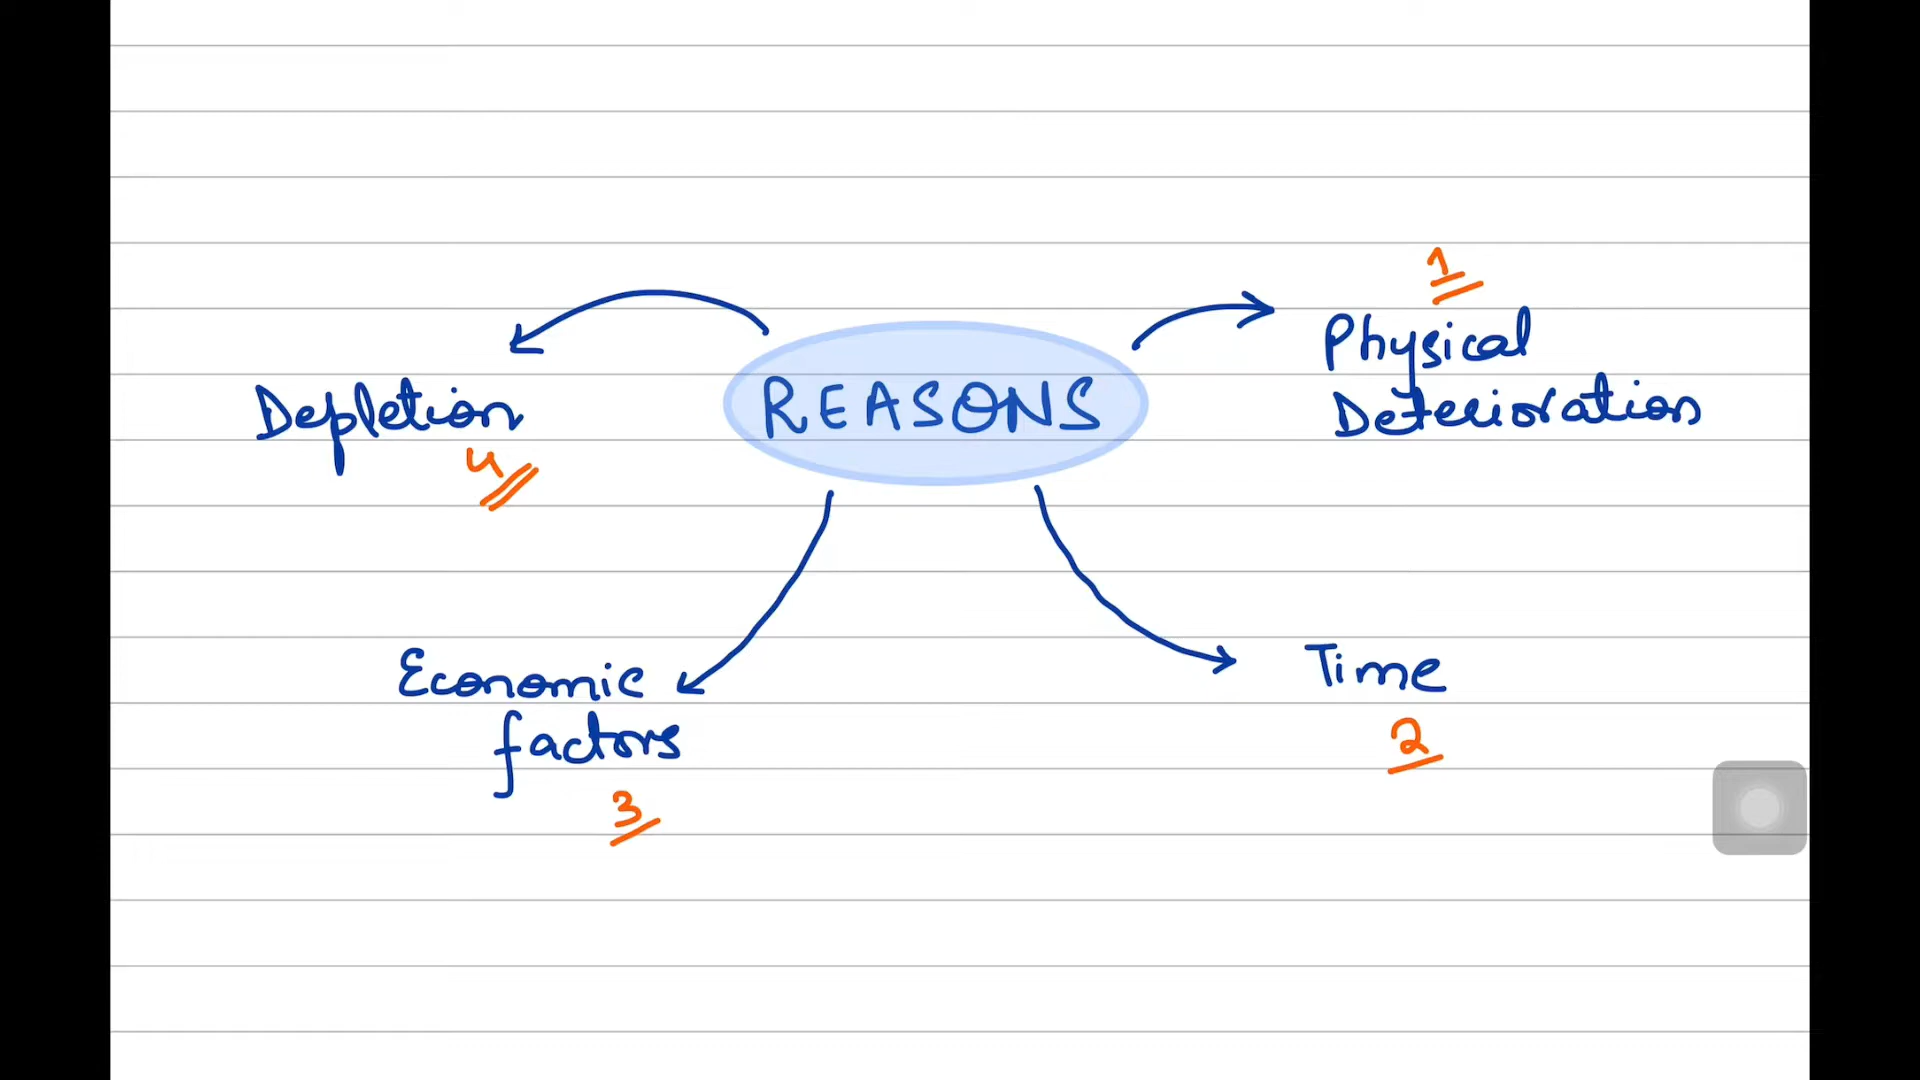 REASONS
1
Physical
Deterioration
Time
2
Economic
factors
3
Depletion
4